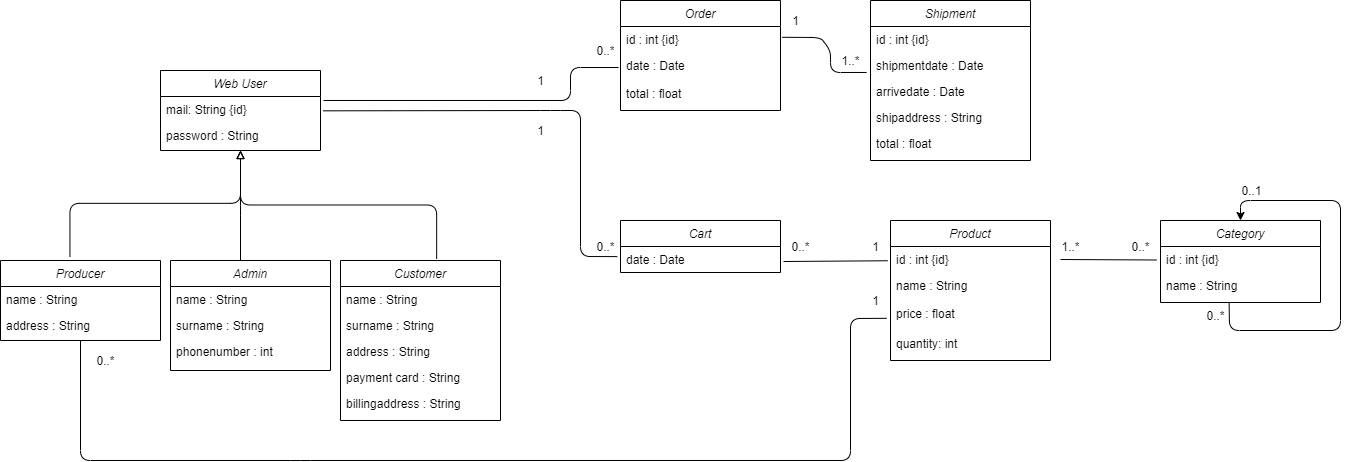 Order
id : int {id}
date : Date
total : float
Shipment
id : int {id}
shipmentdate : Date
arrivedate : Date
shipaddress : String
total : float
1
1..*
0..*
1
Web User
mail: String {id}
password : String
1
0..*
Cart
date : Date
0..*
1
Product
id : int {id}
name : String
price : float
quantity: int
1..*
0..*
Category
id : int {id}
name : String
0..1
0..*
Producer
name : String
address : String
0..*
1
Admin
name : String
surname : String
phonenumber : int
Customer
name : String
surname : String
address : String
payment card : String
billingaddress : String